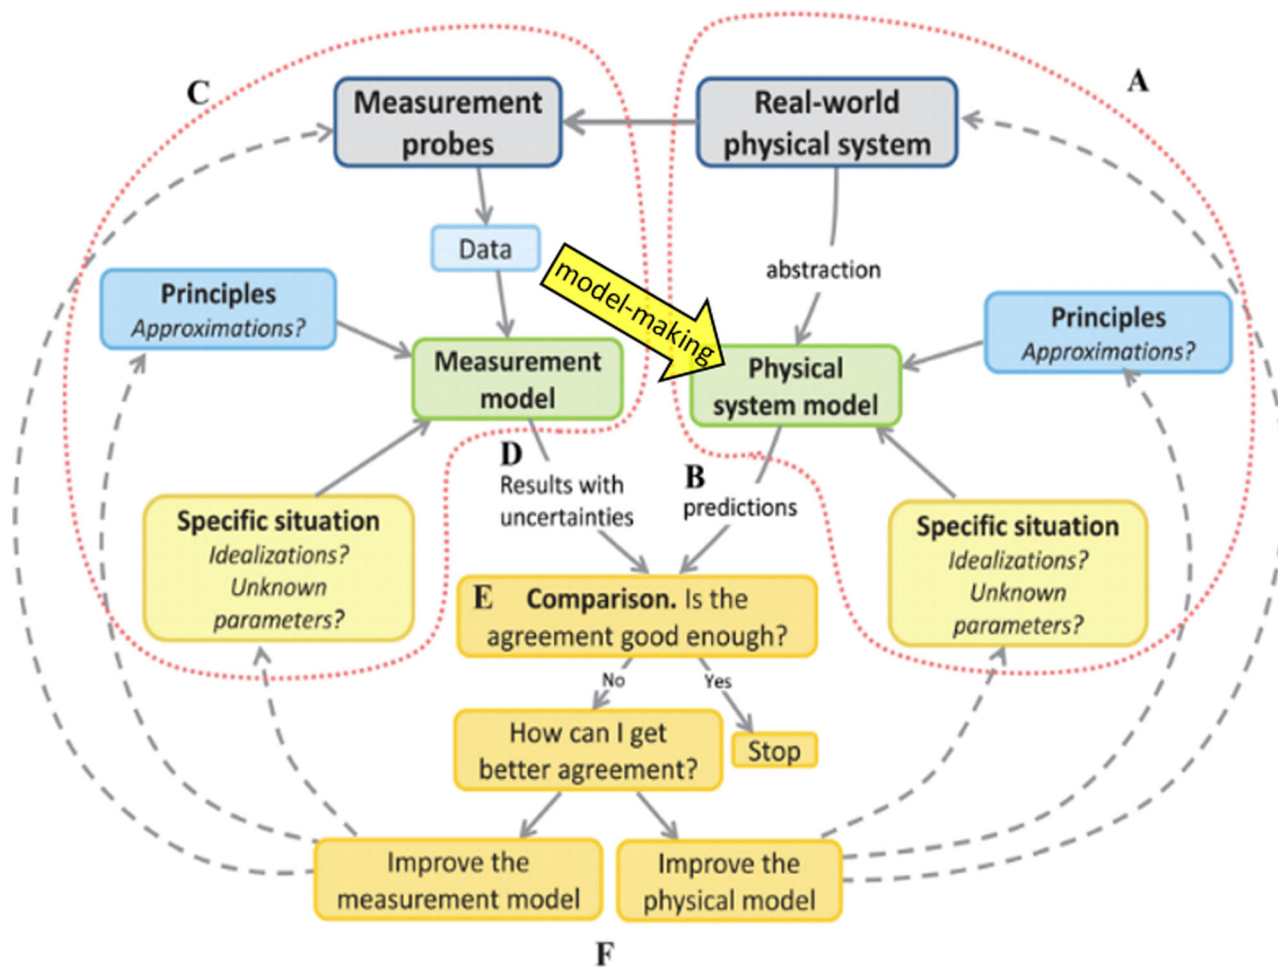 C
A
Measurement
probes
Real-world
physical system
Data
model-making
abstraction
Principles
Approximations?
Principles
Approximations?
Measurement
model
Physical
system model
D
Results with
uncertainties
B
predictions
Specific situation
Idealizations?
Unknown
parameters?
Specific situation
Idealizations?
Unknown
parameters?
E Comparison. Is the
agreement good enough?
No
Yes
How can I get
better agreement?
Stop
Improve the
measurement model
Improve the
physical model
F